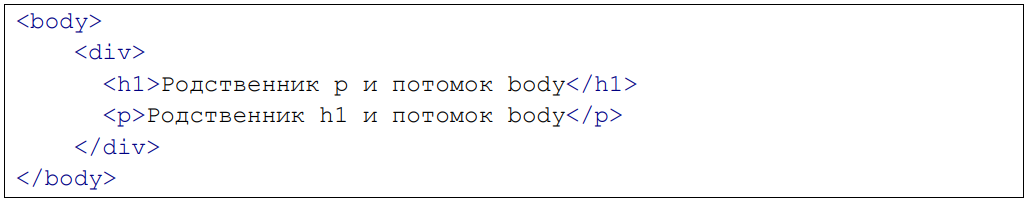 <body>
    <div>
      <h1>Родственник p и потомок body</h1>
      <p>Родственник h1 и потомок body</p>
    </div>
</body>